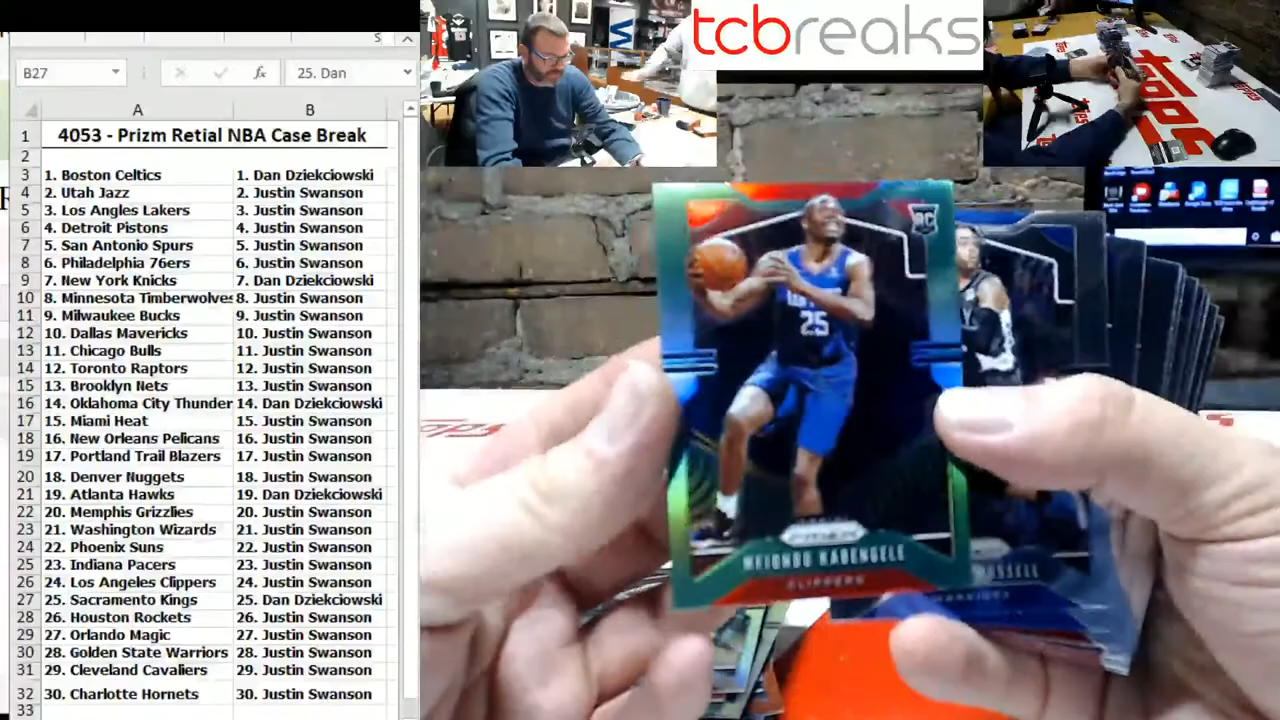 S
B27
fx
25. Dan
A B
1 4053 - Prizm Retial NBA Case Break
2
3 1. Boston Celtics 1. Dan Dziekciowski
4 2. Utah Jazz 2. Justin Swanson
5 3. Los Angles Lakers 3. Justin Swanson
6 4. Detroit Pistons 4. Justin Swanson
7 5. San Antonio Spurs 5. Justin Swanson
8 6. Philadelphia 76ers 6. Justin Swanson
9 7. New York Knicks 7. Dan Dziekciowski
10 8. Minnesota Timberwolves 8. Justin Swanson
11 9. Milwaukee Bucks 9. Justin Swanson
12 10. Dallas Mavericks 10. Justin Swanson
13 11. Chicago Bulls 11. Justin Swanson
14 12. Toronto Raptors 12. Justin Swanson
15 13. Brooklyn Nets 13. Justin Swanson
16 14. Oklahoma City Thunder 14. Dan Dziekciowski
17 15. Miami Heat 15. Justin Swanson
18 16. New Orleans Pelicans 16. Justin Swanson
19 17. Portland Trail Blazers 17. Justin Swanson
20 18. Denver Nuggets 18. Justin Swanson
21 19. Atlanta Hawks 19. Dan Dziekciowski
22 20. Memphis Grizzlies 20. Justin Swanson
23 21. Washington Wizards 21. Justin Swanson
24 22. Phoenix Suns 22. Justin Swanson
25 23. Indiana Pacers 23. Justin Swanson
26 24. Los Angeles Clippers 24. Justin Swanson
27 25. Sacramento Kings 25. Dan Dziekciowski
28 26. Houston Rockets 26. Justin Swanson
29 27. Orlando Magic 27. Justin Swanson
30 28. Golden State Warriors 28. Justin Swanson
31 29. Cleveland Cavaliers 29. Justin Swanson
32 30. Charlotte Hornets 30. Justin Swanson
33
tcbreaks
RC
25
PRIZM
MFIONDU KABENGELE
CLIPPERS
RUSSELL
WARRIORS